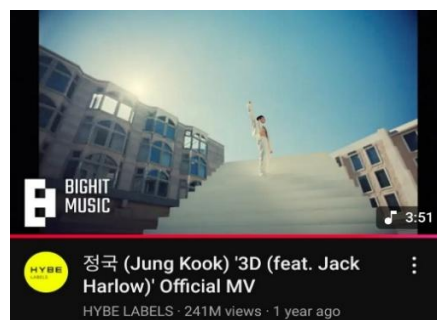 BIGHIT
MUSIC
3:51
HYBE
LABELS
정국 (Jung Kook) '3D (feat. Jack
Harlow)' Official MV
HYBE LABELS · 241M views · 1 year ago